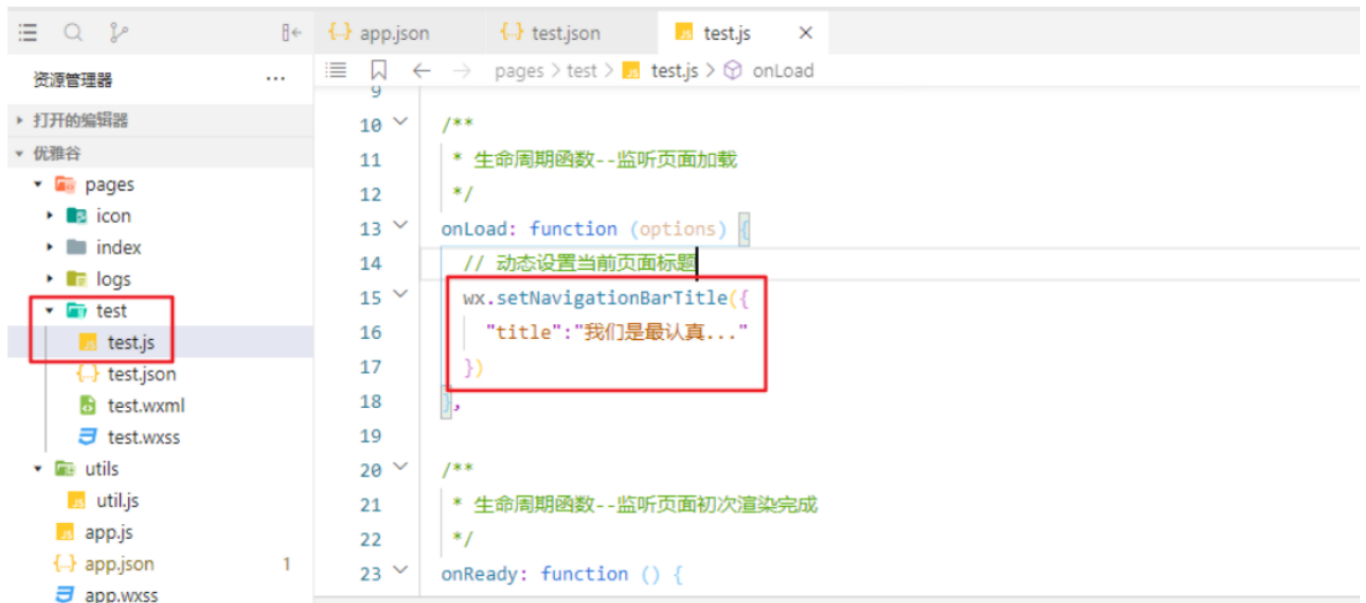 app.json
test.json
test.js
资源管理器
pages > test > test.js > onLoad
打开的编辑器
优雅谷
pages
icon
index
logs
test
test.js
test.json
test.wxml
test.wxss
utils
util.js
app.js
app.json 1
app.wxss
9
10 /**
11 * 生命周期函数--监听页面加载
12 */
13 onLoad: function (options) {
14 // 动态设置当前页面标题
15 wx.setNavigationBarTitle({
16 "title":"我们是最认真..."
17 })
18 },
19
20 /**
21 * 生命周期函数--监听页面初次渲染完成
22 */
23 onReady: function () {